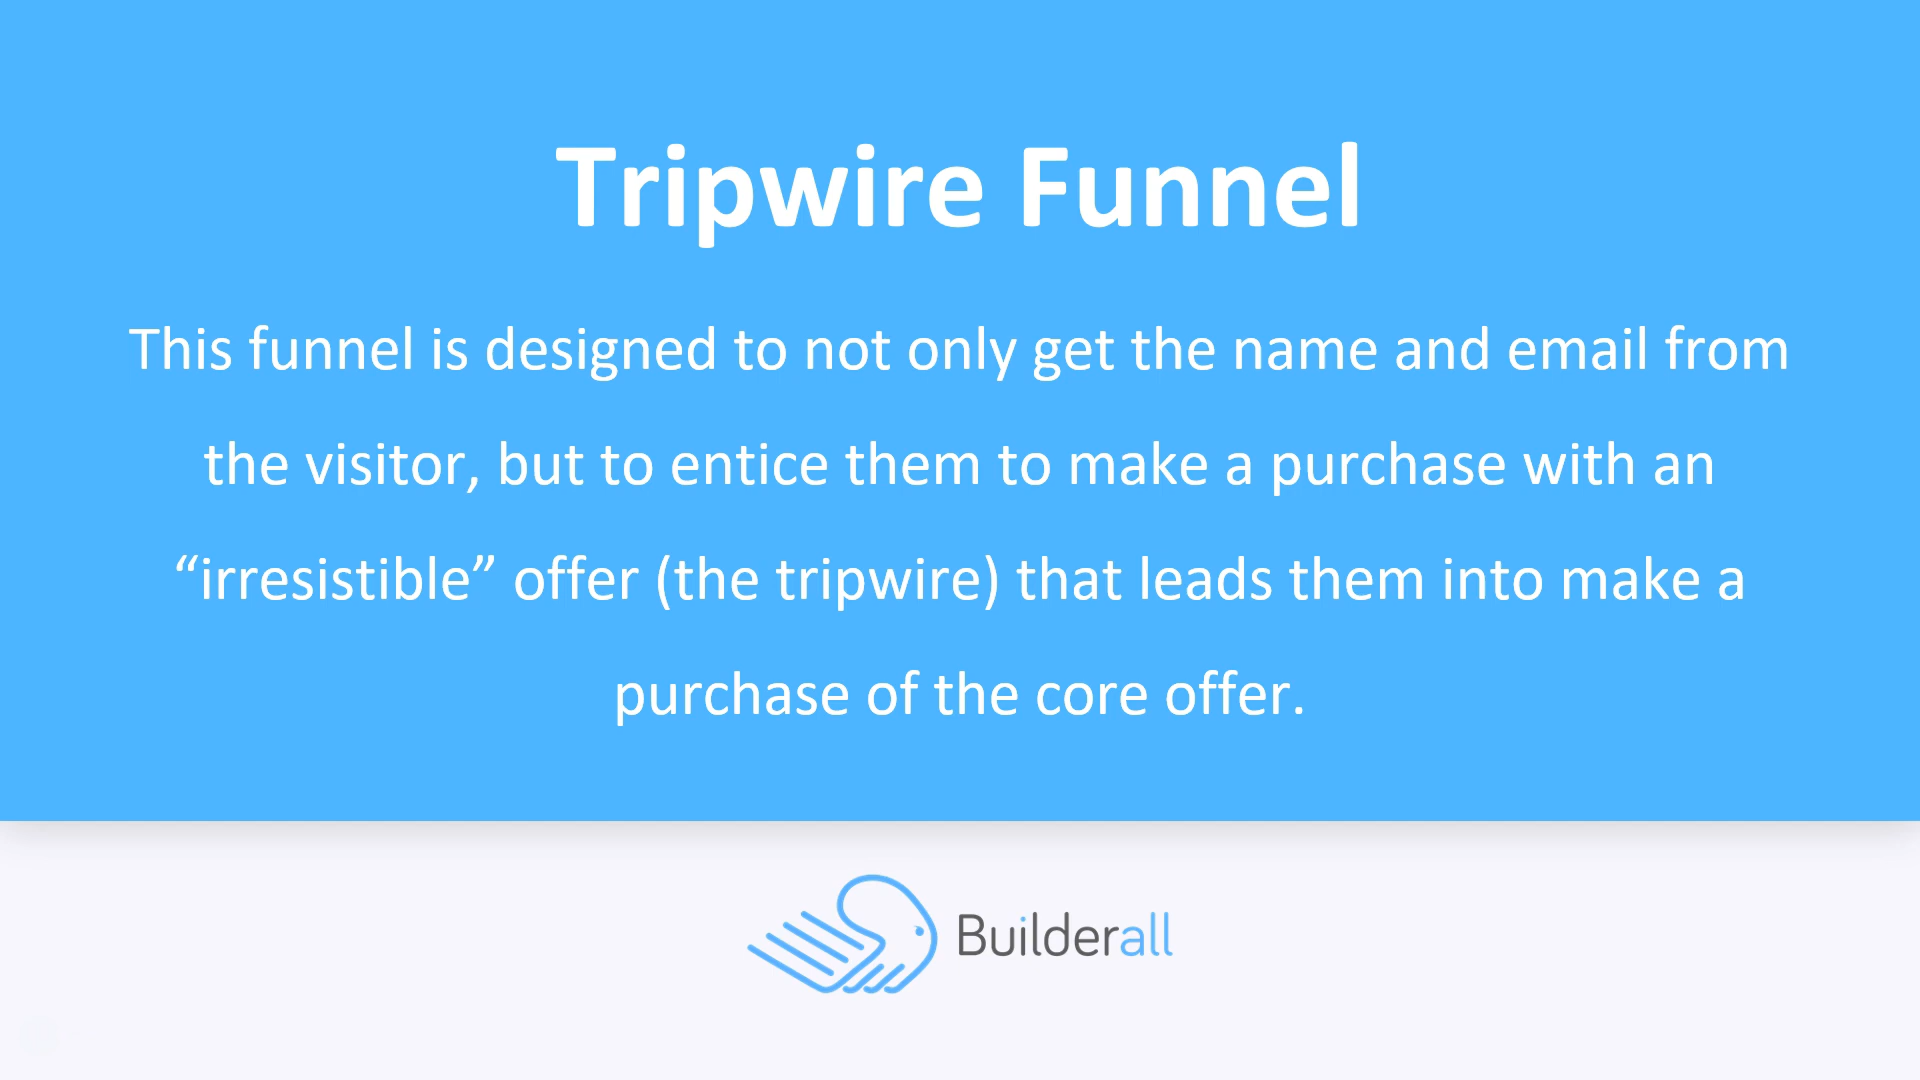 Tripwire Funnel
This funnel is designed to not only get the name and email from
the visitor, but to entice them to make a purchase with an
“irresistible” offer (the tripwire) that leads them into make a
purchase of the core offer.
Builderall